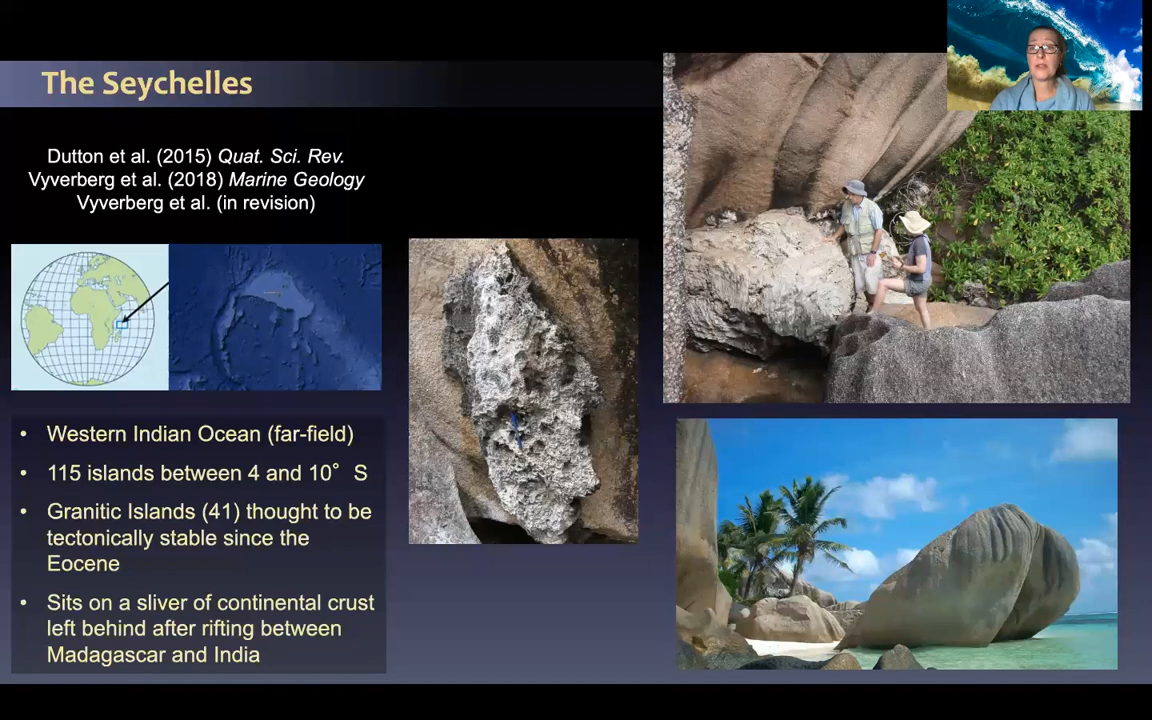 The Seychelles
Dutton et al. (2015) Quat. Sci. Rev.
Vyverberg et al. (2018) Marine Geology
Vyverberg et al. (in revision)
• Western Indian Ocean (far-field)
• 115 islands between 4 and 10° S
• Granitic Islands (41) thought to be
tectonically stable since the
Eocene
• Sits on a sliver of continental crust
left behind after rifting between
Madagascar and India